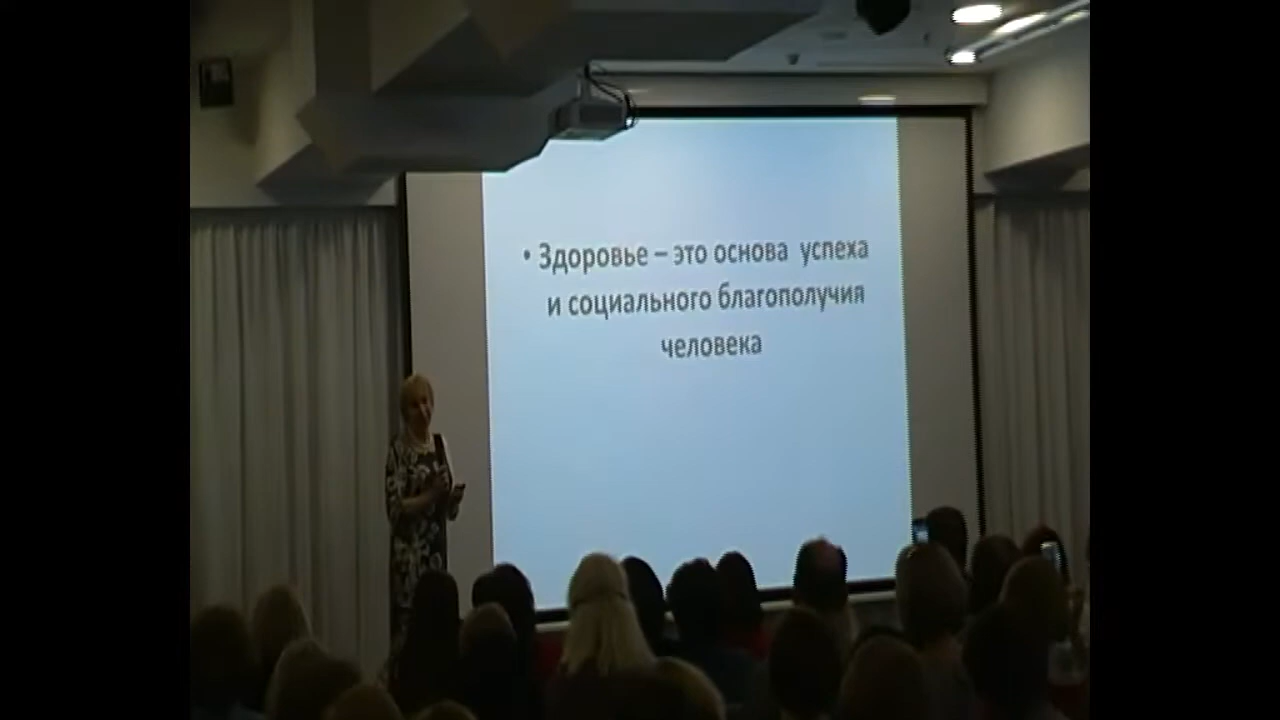 • Здоровье – это основа успеха
и социального благополучия
человека